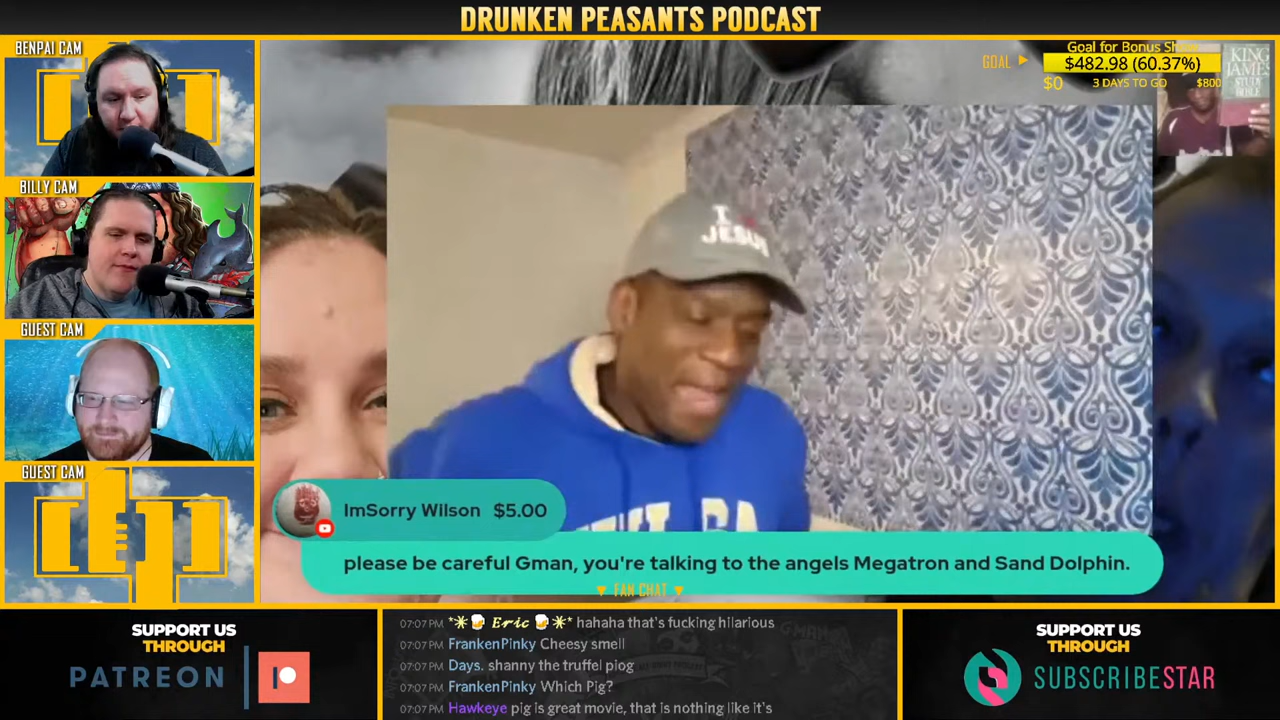 DRUNKEN PEASANTS PODCAST
BENPAI CAM
BILLY CAM
GUEST CAM
GUEST CAM
GOAL
Goal for Bonus Show
$482.98 (60.37%)
$0 3 DAYS TO GO $800
KING
JAMES
STUDY
BIBLE
I
JESUS
ImSorry Wilson $5.00
please be careful Gman, you're talking to the angels Megatron and Sand Dolphin.
▼ FAN CHAT ▼
07:07 PM *☀🍺 Eric 🍺☀* hahaha that's fucking hilarious
07:07 PM FrankenPinky Cheesy smell
07:07 PM Days. shanny the truffel piog
07:07 PM FrankenPinky Which Pig?
07:07 PM Hawkeye pig is great movie, that is nothing like it's
SUPPORT US
THROUGH
PATREON
SUPPORT US
THROUGH
SUBSCRIBESTAR